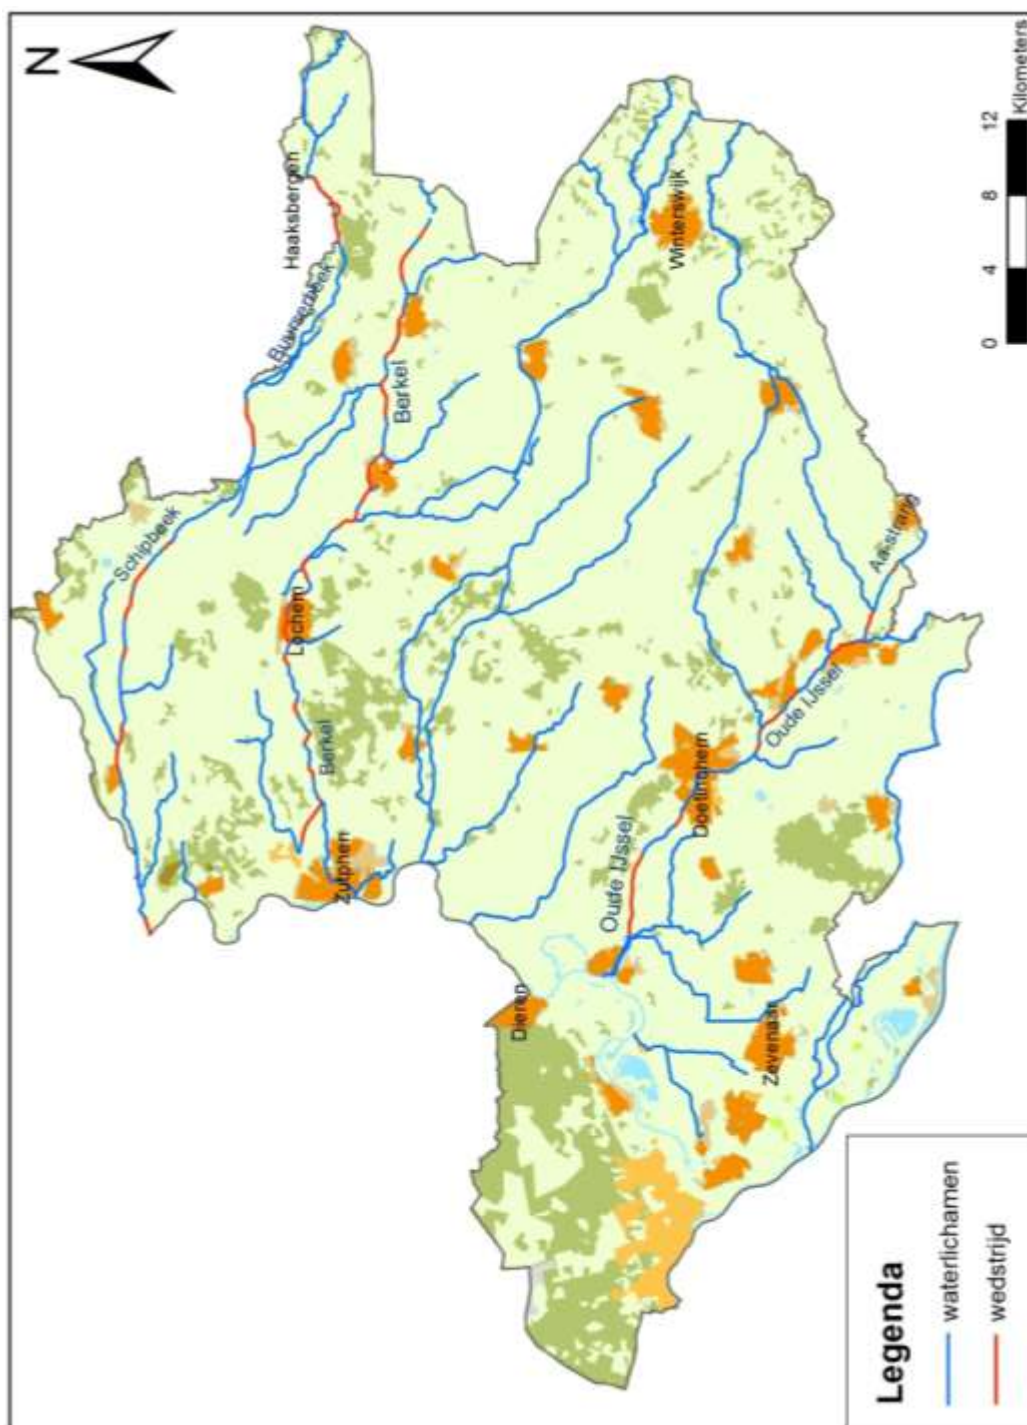 N
Haaksbergen
Buurserbeek
Schipbeek
Berkel
Winterswijk
Lochem
Berkel
Zutphen
Aa-strang
Oude IJssel
Doetinchem
Oude IJssel
Dieren
Zevenaar
0 4 8 12
Kilometers
Legenda
waterlichamen
wedstrijd